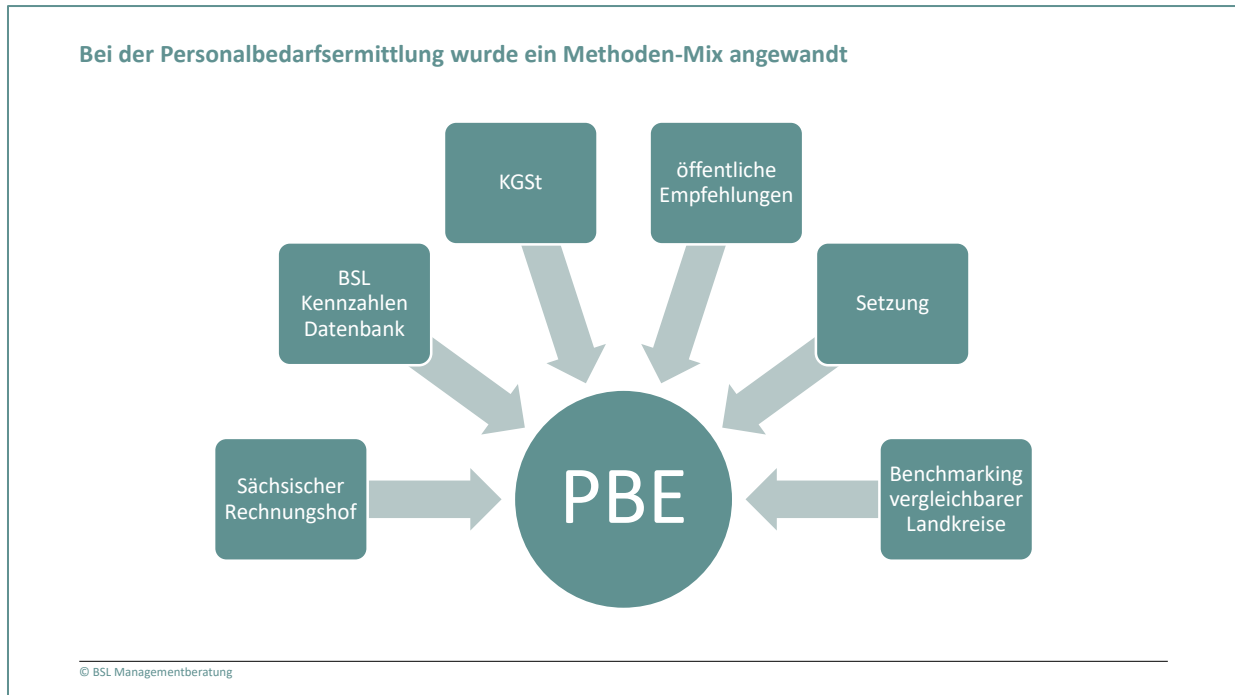 Bei der Personalbedarfsermittlung wurde ein Methoden-Mix angewandt
KGSt
öffentliche
Empfehlungen
BSL
Kennzahlen
Datenbank
Setzung
Sächsischer
Rechnungshof
PBE
Benchmarking
vergleichbarer
Landkreise
© BSL Managementberatung